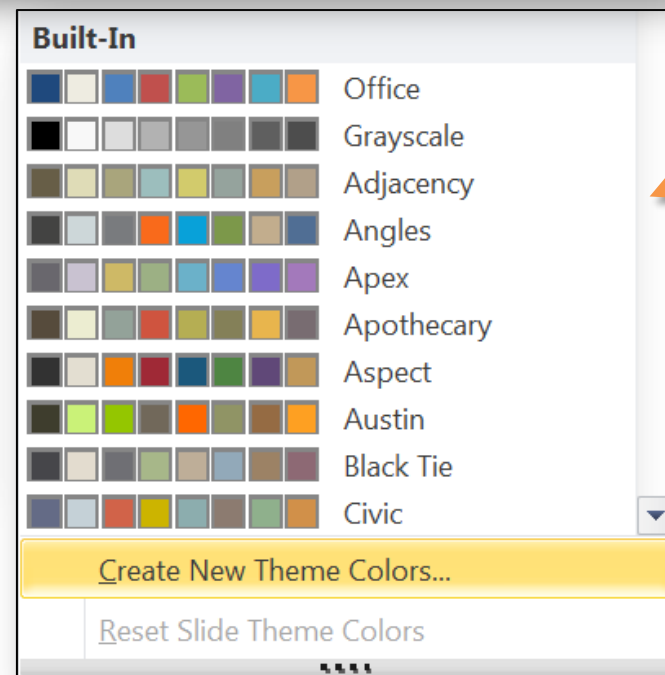 Built-In
Office
Grayscale
Adjacency
Angles
Apex
Apothecary
Aspect
Austin
Black Tie
Civic
Create New Theme Colors...
Reset Slide Theme Colors